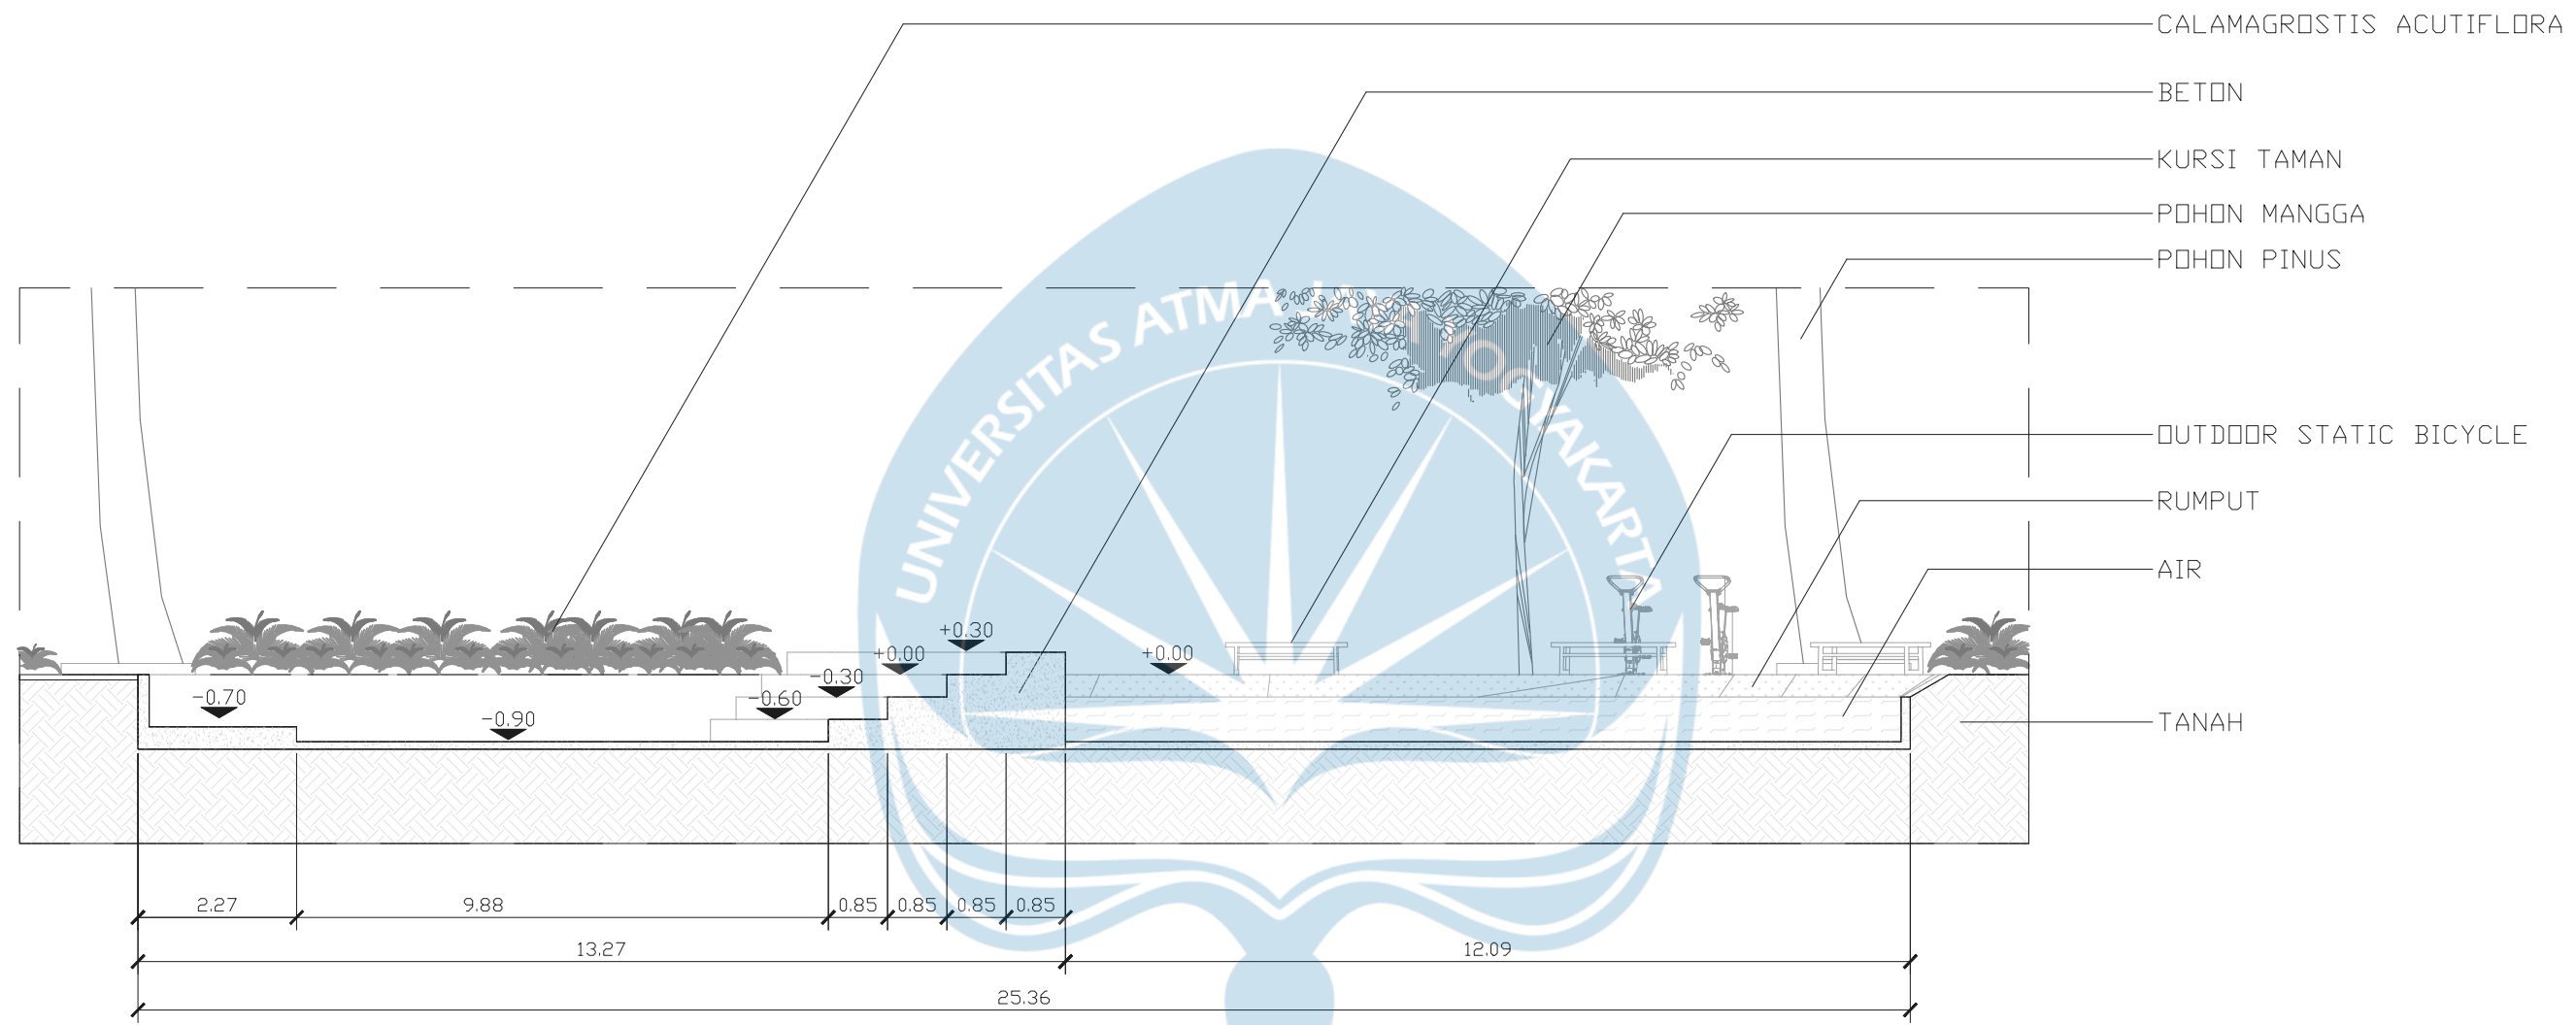 CALAMAGROSTIS ACUTIFLORA
BETON
KURSI TAMAN
POHON MANGGA
POHON PINUS
UNIVERSITAS ATMA JAYA YOGYAKARTA
OUTDOOR STATIC BICYCLE
RUMPUT
AIR
+0.30
+0.00
+0.00
-0.30
-0.70
-0.60
-0.90
TANAH
2.27
9.88
0.85
0.85
0.85
0.85
13.27
12.09
25.36